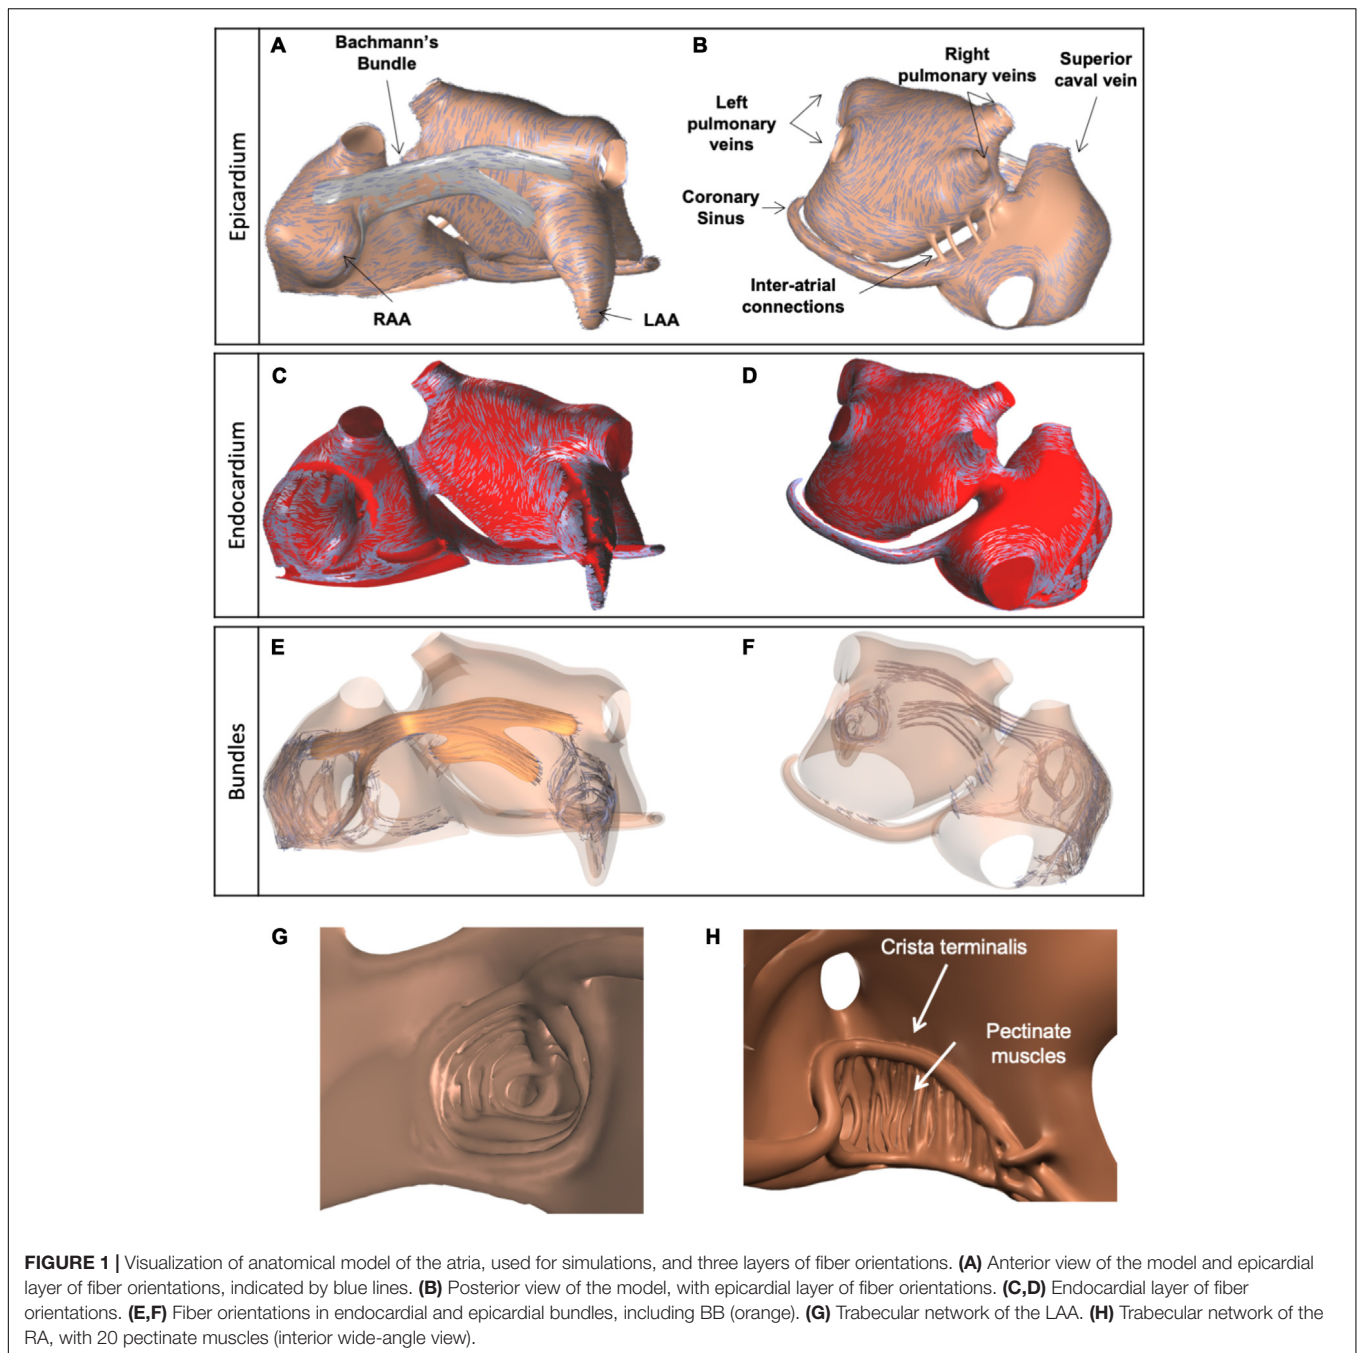 Epicardium
A
Bachmann's
Bundle
RAA
LAA
B
Left
pulmonary
veins
Right
pulmonary veins
Superior
caval vein
Coronary
Sinus
Inter-atrial
connections
Endocardium
C
D
Bundles
E
F
G
H
Crista terminalis
Pectinate
muscles
FIGURE 1 | Visualization of anatomical model of the atria, used for simulations, and three layers of fiber orientations. (A) Anterior view of the model and epicardial
layer of fiber orientations, indicated by blue lines. (B) Posterior view of the model, with epicardial layer of fiber orientations. (C,D) Endocardial layer of fiber
orientations. (E,F) Fiber orientations in endocardial and epicardial bundles, including BB (orange). (G) Trabecular network of the LAA. (H) Trabecular network of the
RA, with 20 pectinate muscles (interior wide-angle view).